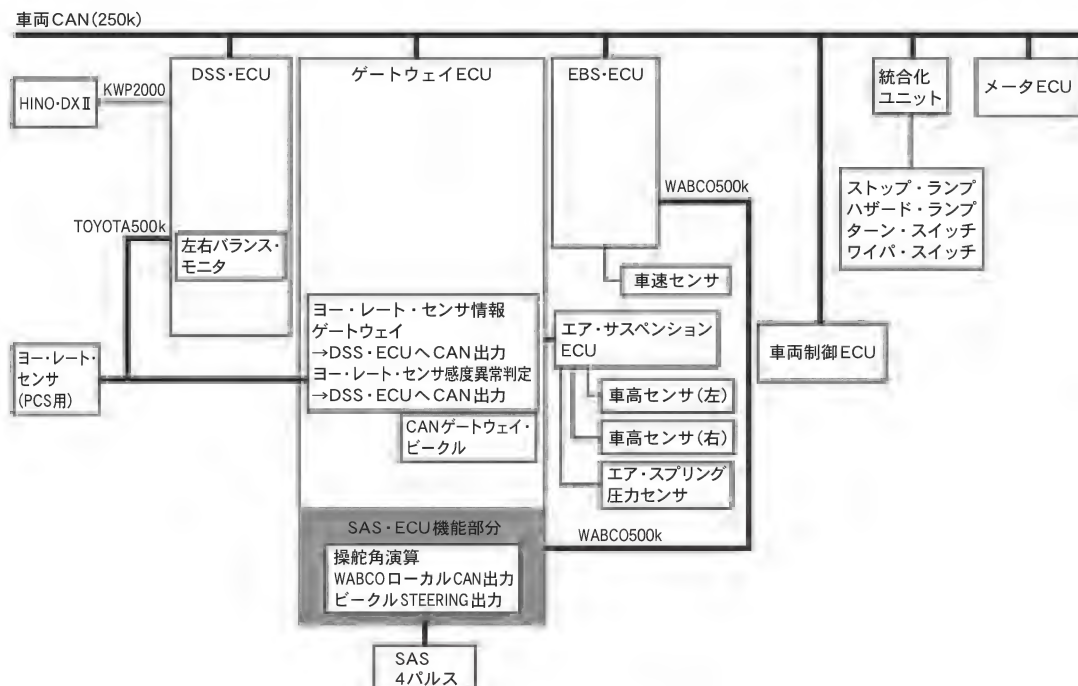 車両CAN(250k)
DSS・ECU
ゲートウェイECU
EBS・ECU
統合化
ユニット
メータECU
HINO・DXⅡ
KWP2000
ストップ・ランプ
ハザード・ランプ
ターン・スイッチ
ワイパ・スイッチ
WABCO500k
TOYOTA500k
左右バランス・
モニタ
車速センサ
ヨー・レート・センサ情報
ゲートウェイ
→DSS・ECUへCAN出力
ヨー・レート・センサ感度異常判定
→DSS・ECUへCAN出力
エア・サスペンション
ECU
車両制御ECU
ヨー・レート・
センサ
(PCS用)
車高センサ(左)
CANゲートウェイ・
ビークル
車高センサ(右)
エア・スプリング
圧力センサ
SAS・ECU機能部分
WABCO500k
操舵角演算
WABCOローカルCAN出力
ビークルSTEERING出力
SAS
4パルス